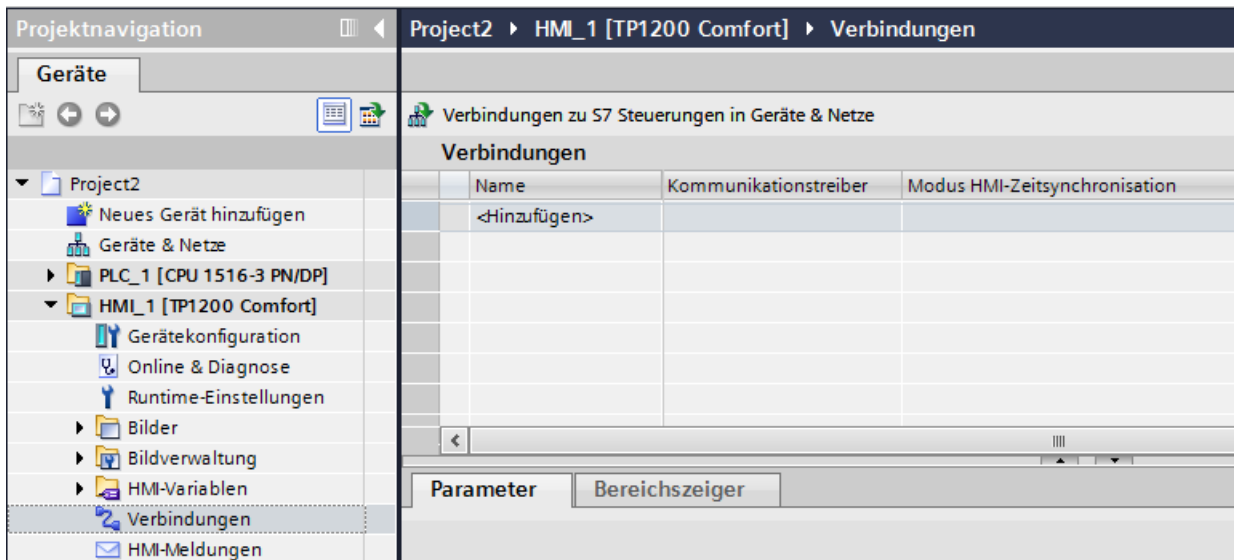 Projektnavigation
Geräte
Project2
Neues Gerät hinzufügen
Geräte & Netze
PLC_1 [CPU 1516-3 PN/DP]
HMI_1 [TP1200 Comfort]
Gerätekonfiguration
Online & Diagnose
Runtime-Einstellungen
Bilder
Bildverwaltung
HMI-Variablen
Verbindungen
HMI-Meldungen
Project2 HMI_1 [TP1200 Comfort] Verbindungen
Verbindungen zu S7 Steuerungen in Geräte & Netze
Verbindungen
Name Kommunikationstreiber Modus HMI-Zeitsynchronisation
<Hinzufügen>
Parameter Bereichszeiger